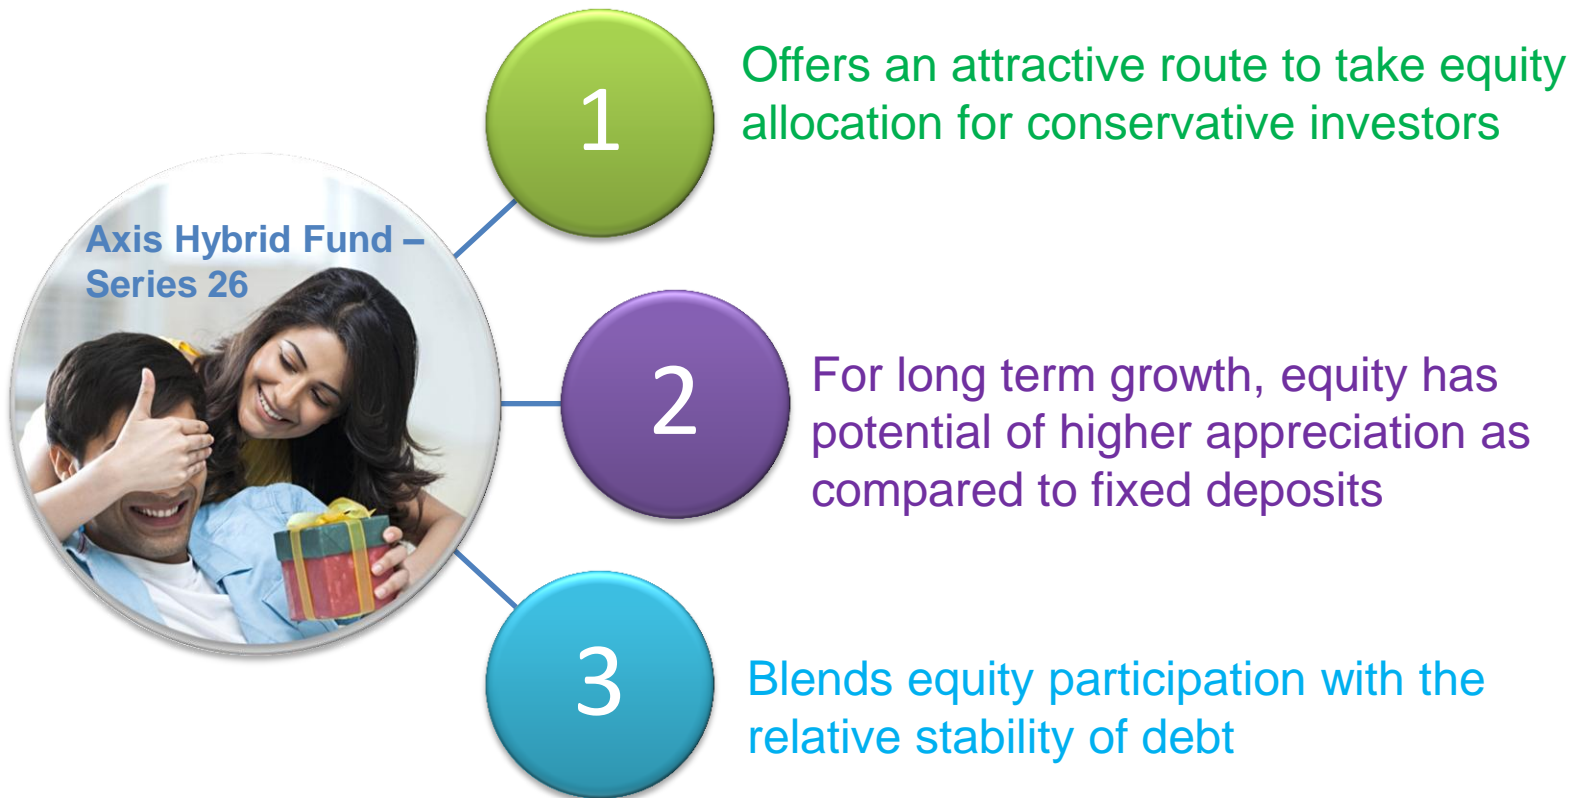 Axis Hybrid Fund –
Series 26
1
Offers an attractive route to take equity
allocation for conservative investors
2
For long term growth, equity has
potential of higher appreciation as
compared to fixed deposits
3
Blends equity participation with the
relative stability of debt